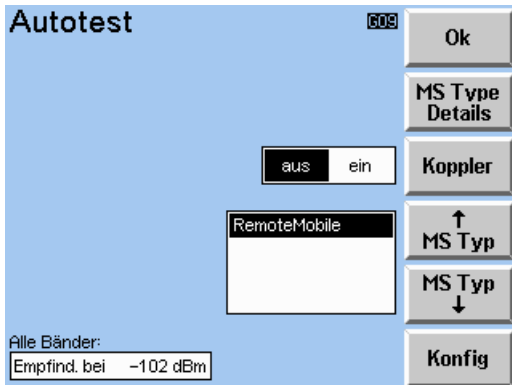 Autotest
G09
Ok
MS Type
Details
aus ein
Koppler
RemoteMobile
↑
MS Typ
MS Typ
↓
Alle Bänder:
Empfind. bei -102 dBm
Konfig